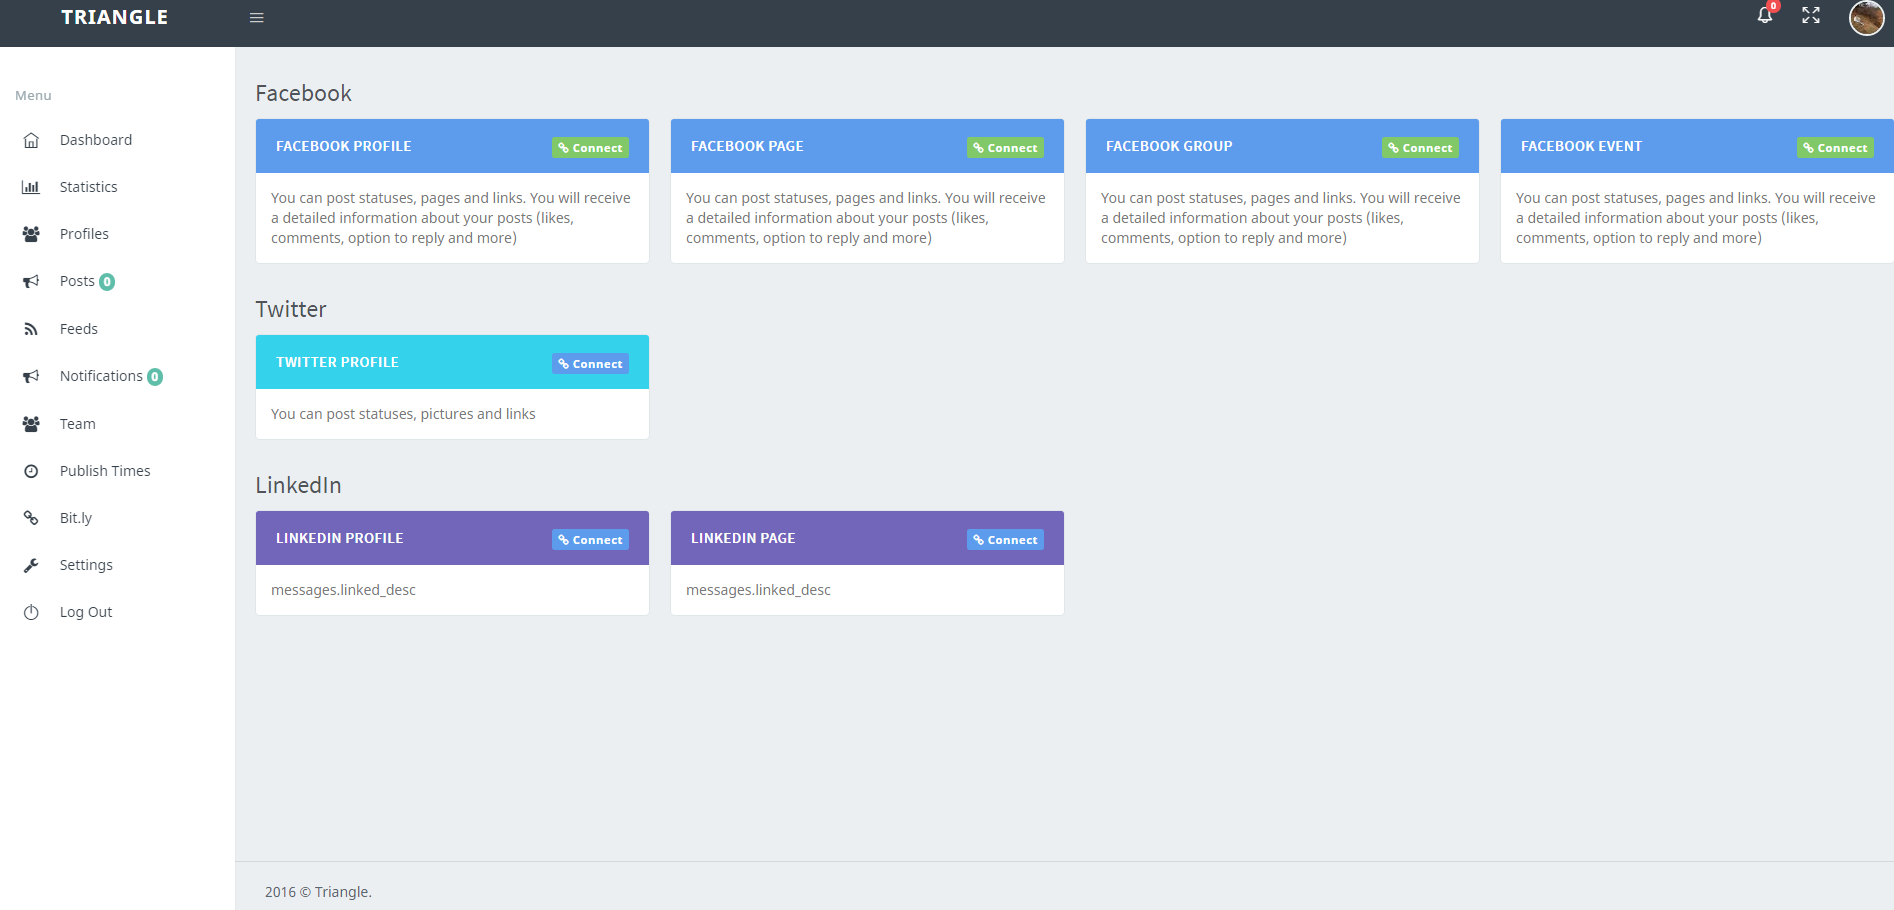 TRIANGLE
0
Menu
Dashboard
Statistics
Profiles
Posts 0
Feeds
Notifications 0
Team
Publish Times
Bit.ly
Settings
Log Out
Facebook
FACEBOOK PROFILE
Connect
You can post statuses, pages and links. You will receive
a detailed information about your posts (likes,
comments, option to reply and more)
FACEBOOK PAGE
Connect
You can post statuses, pages and links. You will receive
a detailed information about your posts (likes,
comments, option to reply and more)
FACEBOOK GROUP
Connect
You can post statuses, pages and links. You will receive
a detailed information about your posts (likes,
comments, option to reply and more)
FACEBOOK EVENT
Connect
You can post statuses, pages and links. You will receive
a detailed information about your posts (likes,
comments, option to reply and more)
Twitter
TWITTER PROFILE
Connect
You can post statuses, pictures and links
LinkedIn
LINKEDIN PROFILE
Connect
messages.linked_desc
LINKEDIN PAGE
Connect
messages.linked_desc
2016 © Triangle.